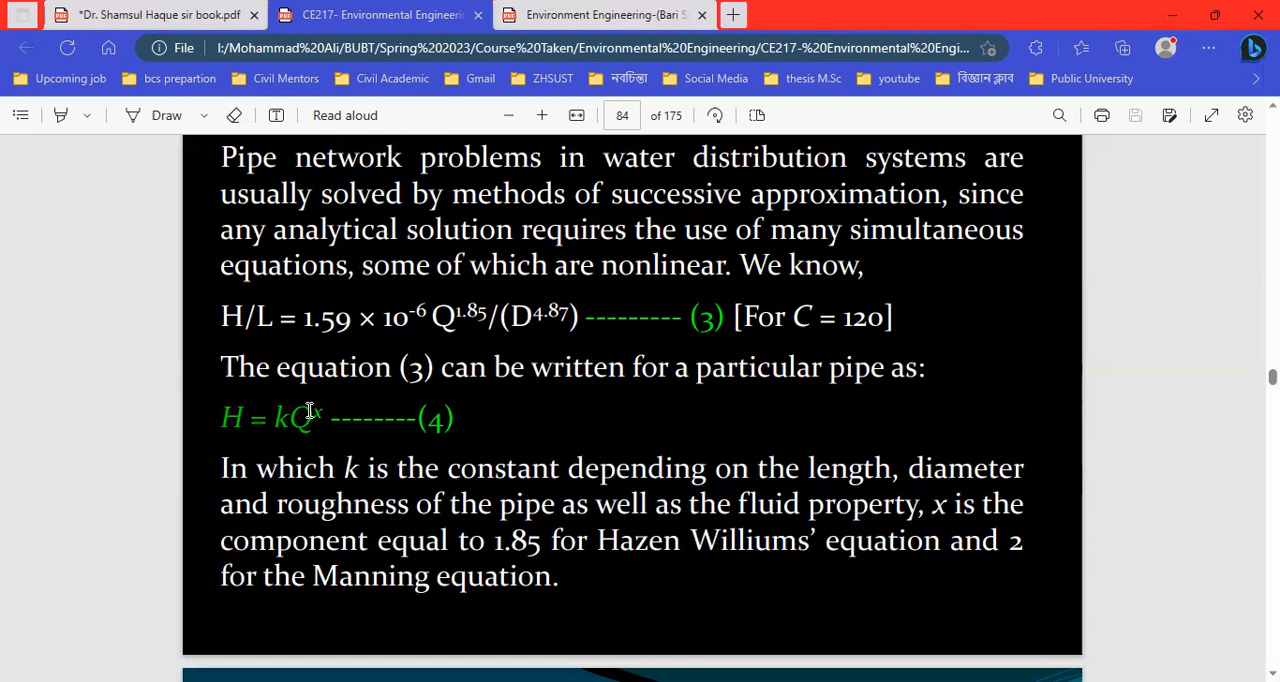 *Dr. Shamsul Haque sir book.pdf
CE217- Environmental Engineeri
Environment Engineering-(Bari S
File
I:/Mohammad%20Ali/BUBT/Spring%202023/Course%20Taken/Environmental%20Engineering/CE217-%20Environmental%20Engi...
Upcoming job
bcs prepartion
Civil Mentors
Civil Academic
Gmail
ZHSUST
নবচিন্তা
Social Media
thesis M.Sc
youtube
বিজ্ঞান ক্লাব
Public University
Draw
Read aloud
84 of 175
Pipe network problems in water distribution systems are
usually solved by methods of successive approximation, since
any analytical solution requires the use of many simultaneous
equations, some of which are nonlinear. We know,
H/L = 1.59 × 10⁻⁶ Q¹·⁸⁵/(D⁴·⁸⁷) --------- (3) [For C = 120]
The equation (3) can be written for a particular pipe as:
H = kQˣ --------(4)
In which k is the constant depending on the length, diameter
and roughness of the pipe as well as the fluid property, x is the
component equal to 1.85 for Hazen Williums’ equation and 2
for the Manning equation.